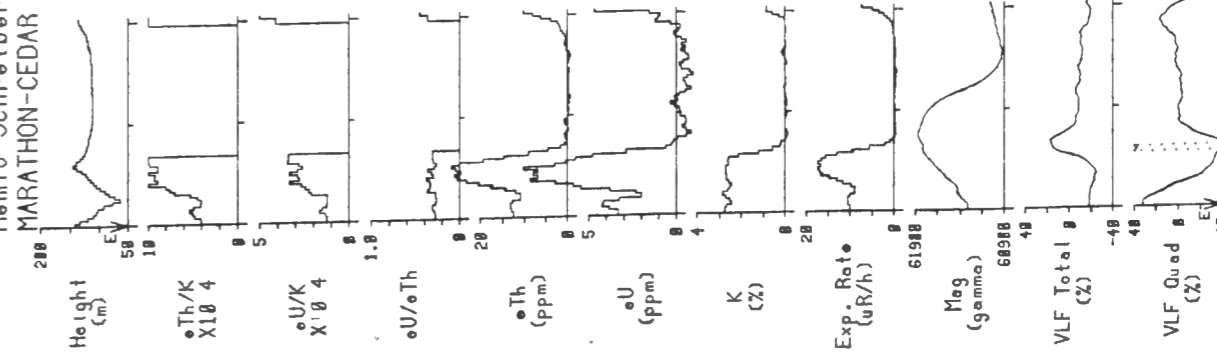 MARATHON-CEDAR
200
Height
(m)
50
E
10
eTh/K
X10 4
0
5
eU/K
X10 4
0
1.0
eU/eTh
0
20
eTh
(ppm)
0
5
eU
(ppm)
0
4
K
(%)
0
20
Exp. Rate
(uR/h)
0
61900
Mag
(gamma)
60900
40
VLF Total
(%)
-40
40
VLF Quad
(%)
E